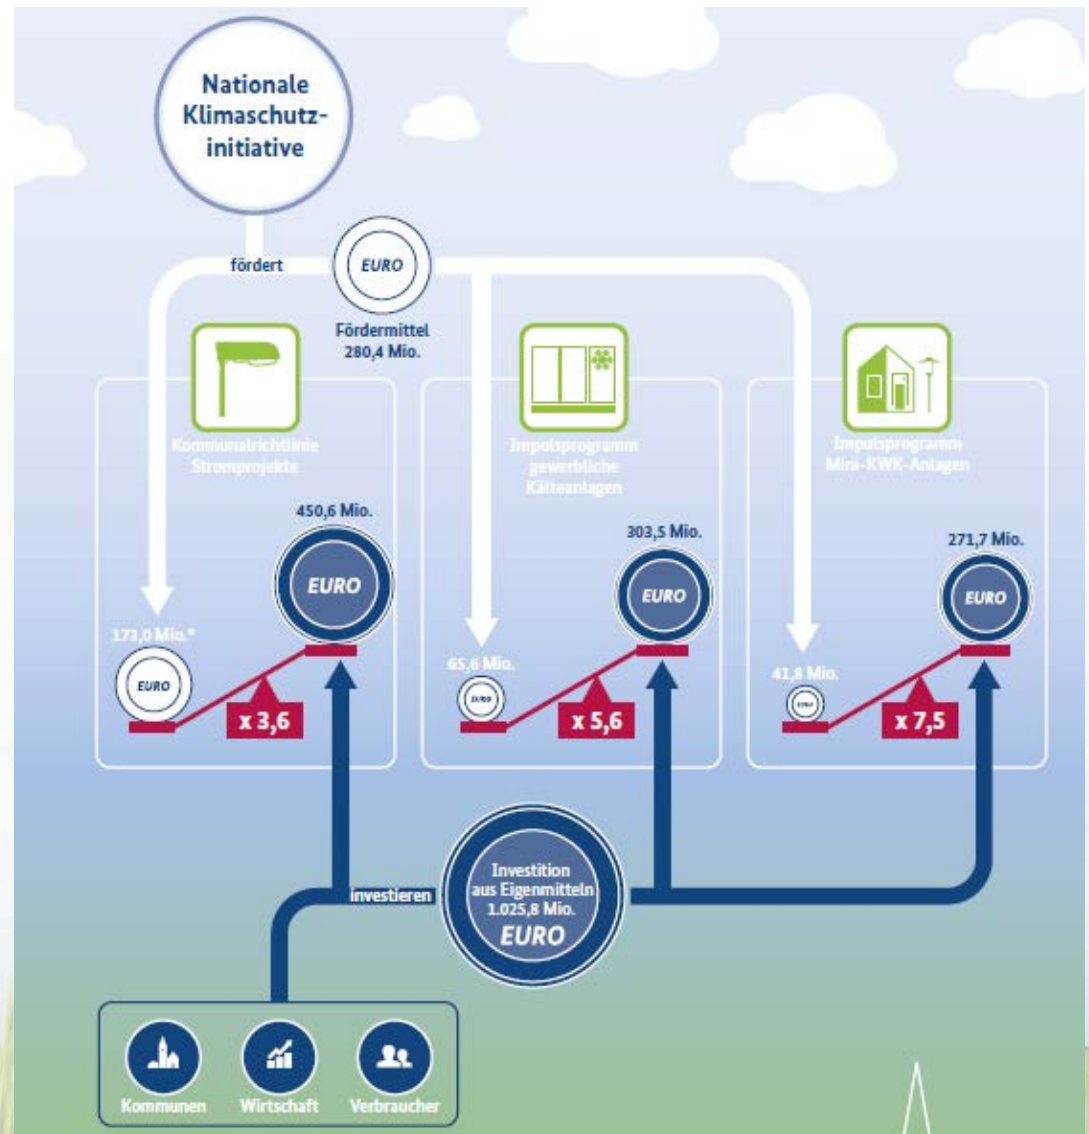 Nationale
Klimaschutz-
initiative
fördert
EURO
Fördermittel
280,4 Mio.
Kommunalrichtlinie
Stromprojekte
450,6 Mio.
EURO
173,0 Mio.*
EURO
x 3,6
Impulsprogramm
gewerbliche
Kälteanlagen
303,5 Mio.
EURO
65,6 Mio.
EURO
x 5,6
Impulsprogramm
Mini-KWK-Anlagen
271,7 Mio.
EURO
41,8 Mio.
EURO
x 7,5
investieren
Investition
aus Eigenmitteln
1.025,8 Mio.
EURO
Kommunen
Wirtschaft
Verbraucher